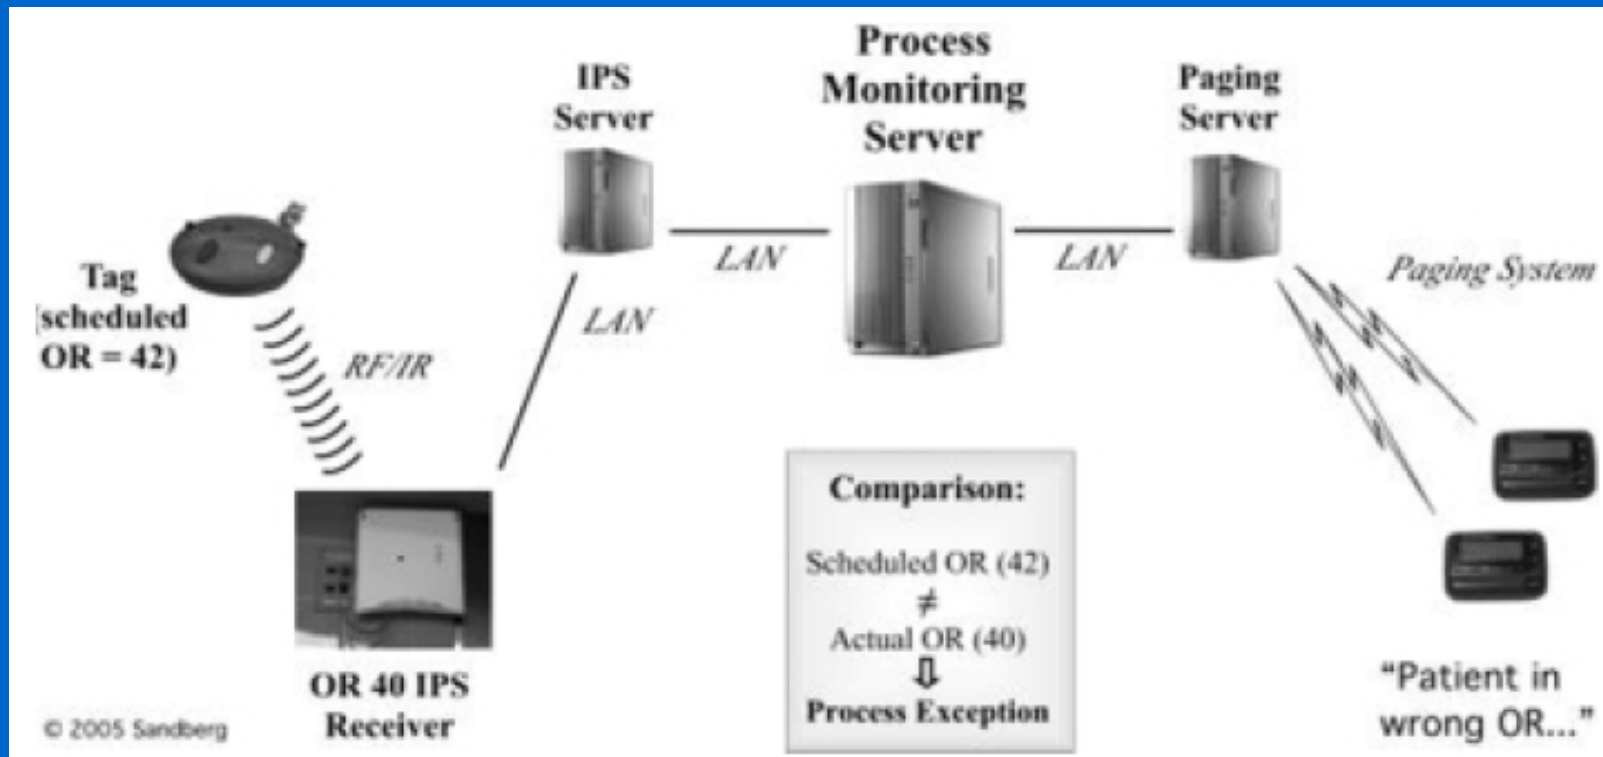 Process
Monitoring
Server
IPS
Server
Paging
Server
LAN
LAN
Paging System
Tag
(scheduled
OR = 42)
RF/IR
LAN
OR 40 IPS
Receiver
Comparison:
Scheduled OR (42)
≠
Actual OR (40)
⇩
Process Exception
"Patient in
wrong OR..."
© 2005 Sandberg